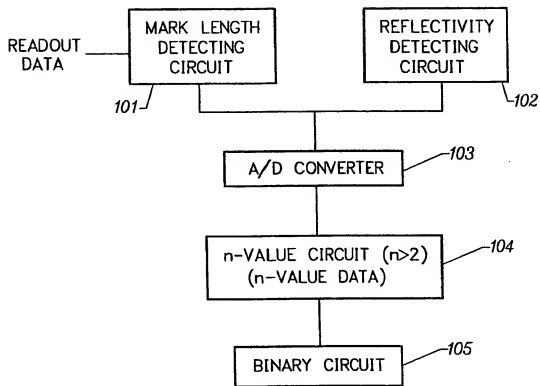 READOUT
DATA
MARK LENGTH
DETECTING
CIRCUIT
101
REFLECTIVITY
DETECTING
CIRCUIT
102
A/D CONVERTER
103
n-VALUE CIRCUIT (n>2)
(n-VALUE DATA)
104
BINARY CIRCUIT
105